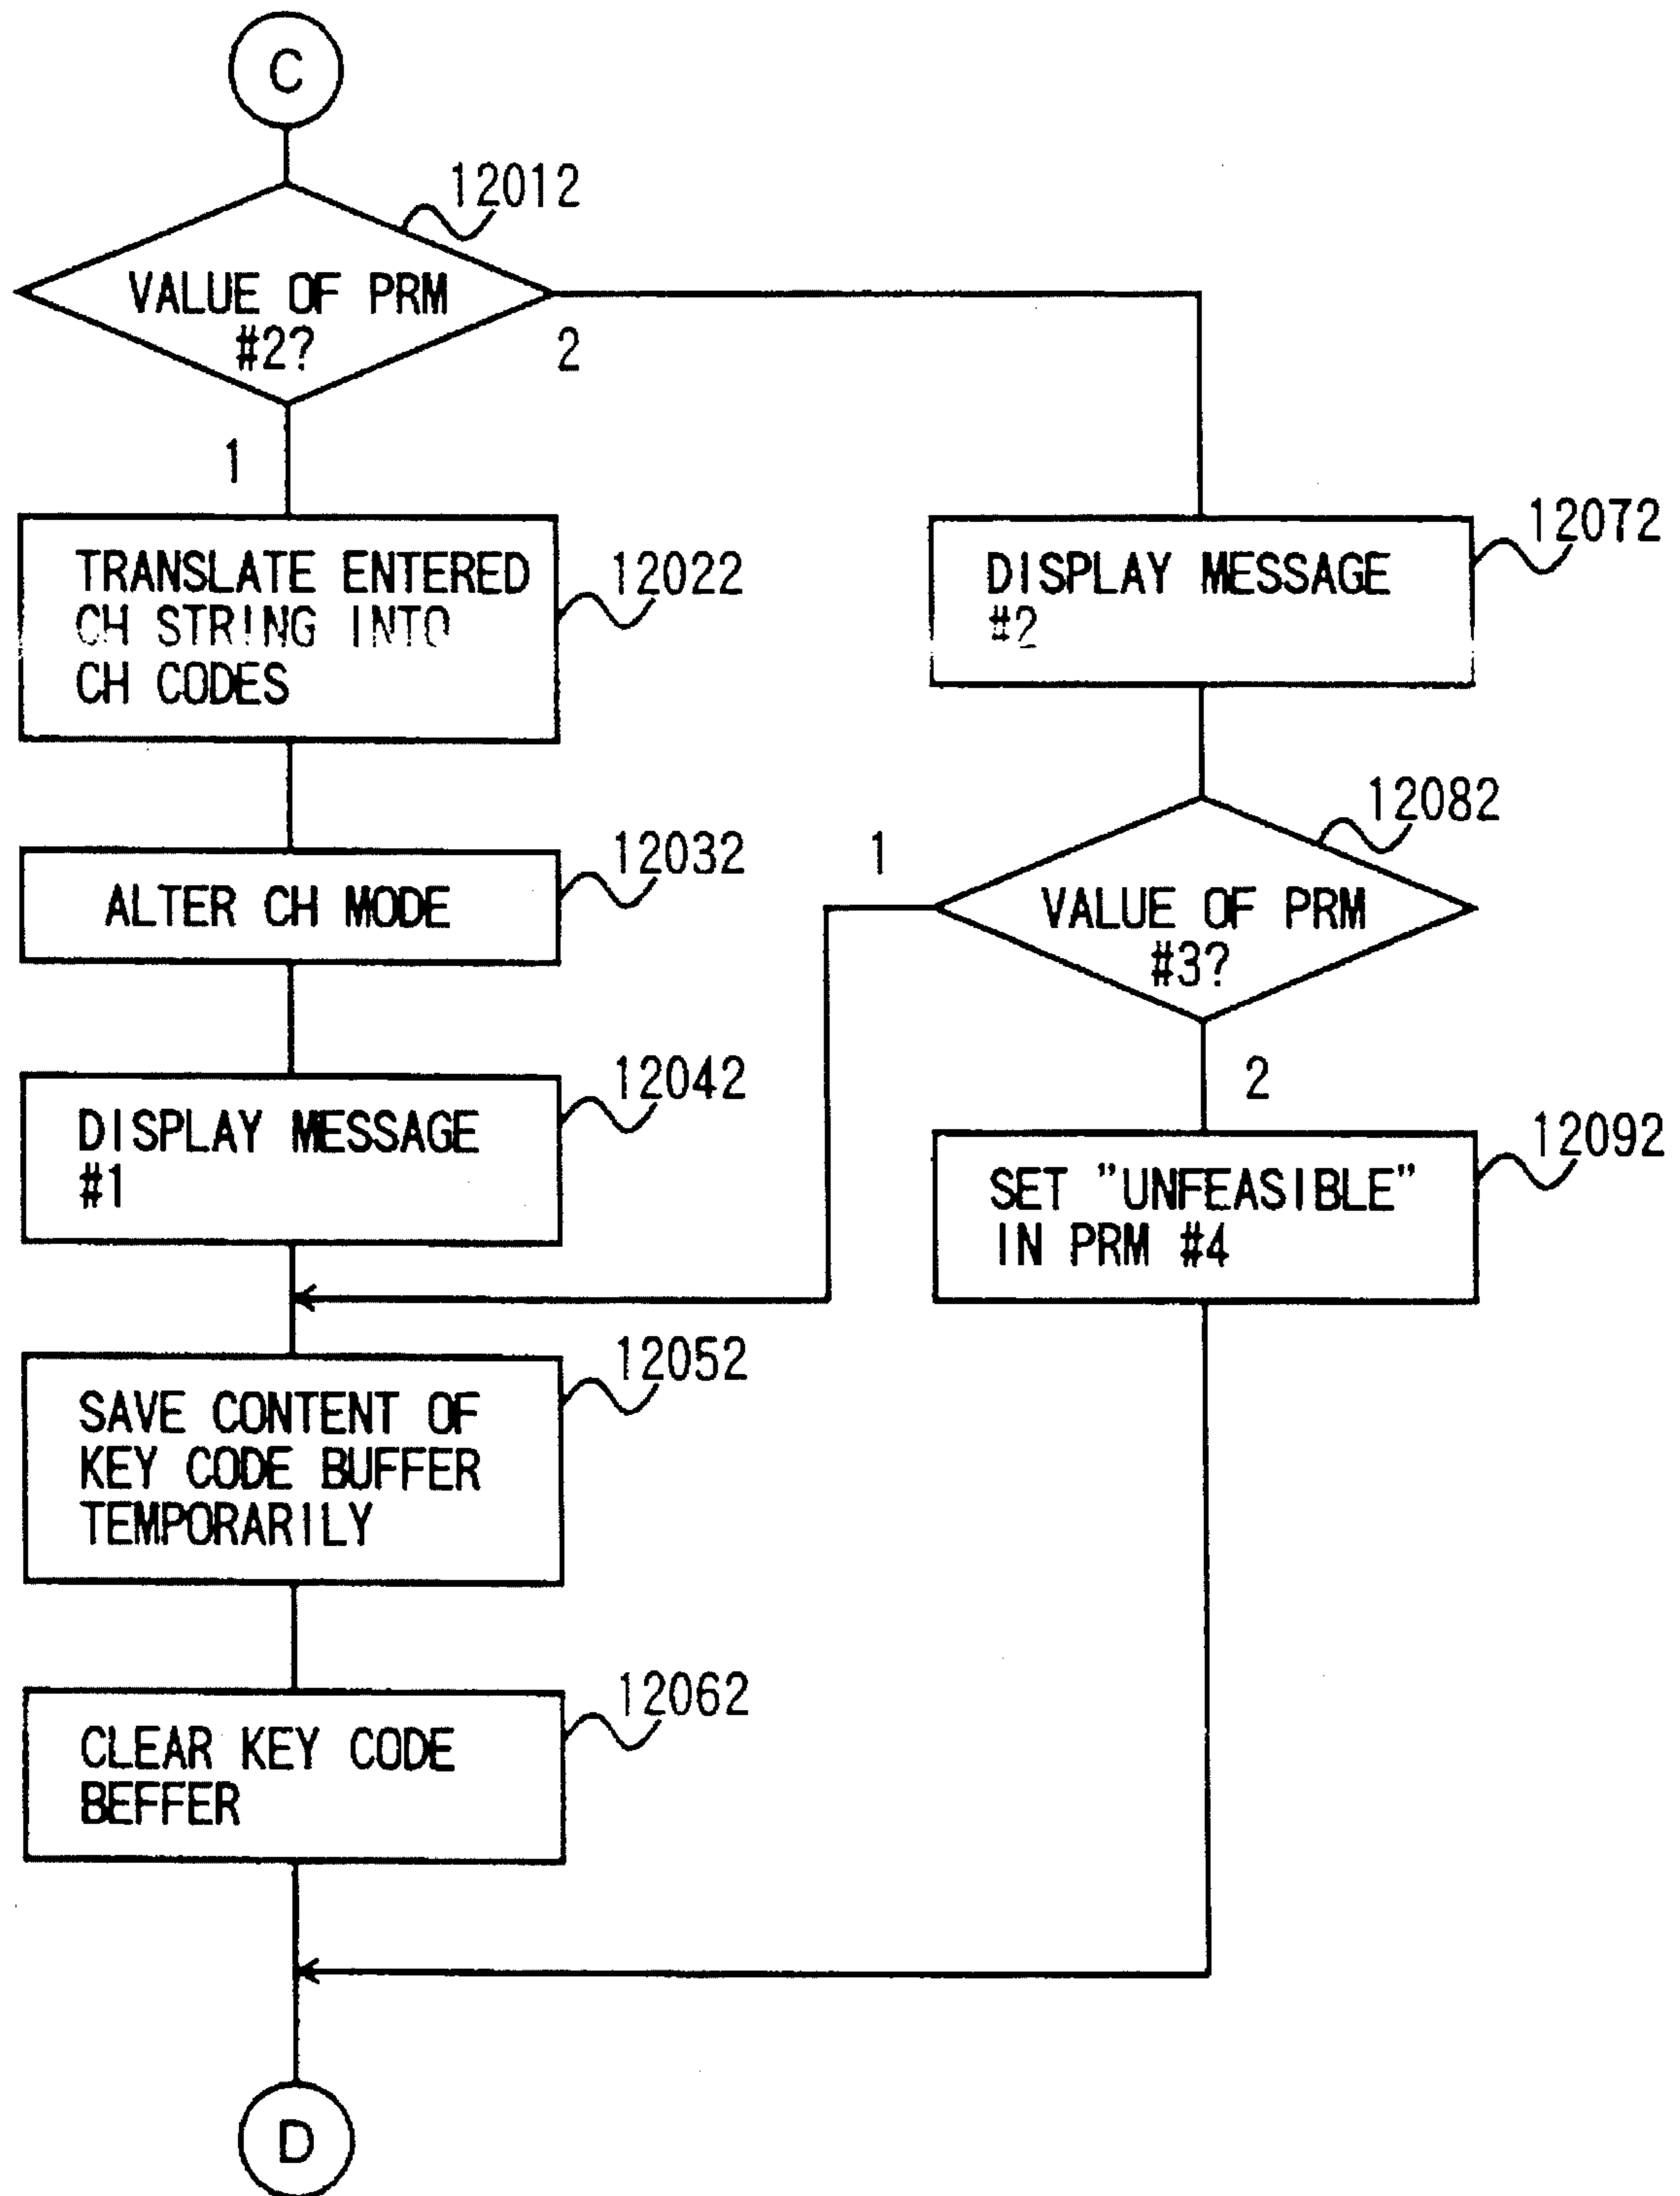 C
12012
VALUE OF PRM
#2?
2
1
TRANSLATE ENTERED
CH STRING INTO
CH CODES
12022
DISPLAY MESSAGE
#2
12072
ALTER CH MODE
12032
12082
1
VALUE OF PRM
#3?
2
DISPLAY MESSAGE
#1
12042
SET "UNFEASIBLE"
IN PRM #4
12092
SAVE CONTENT OF
KEY CODE BUFFER
TEMPORARILY
12052
CLEAR KEY CODE
BEFFER
12062
D